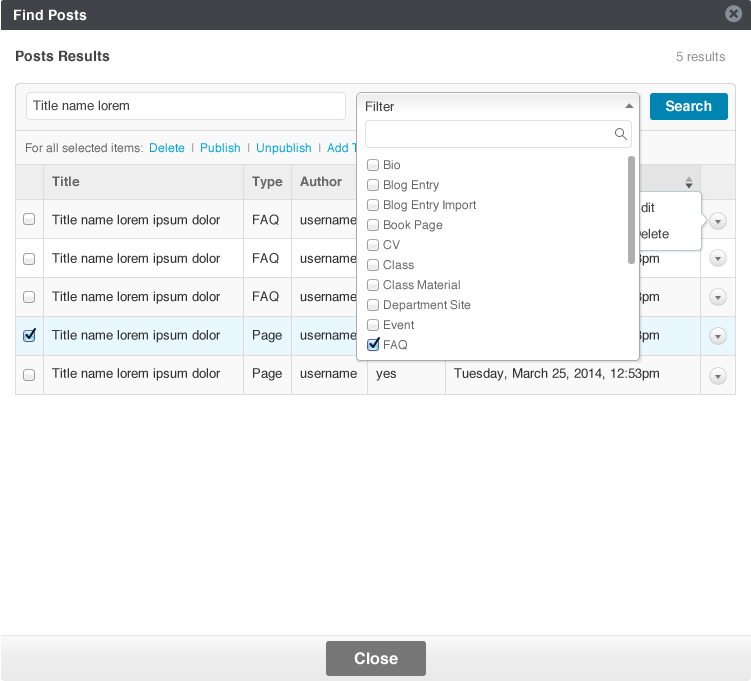 Find Posts
Posts Results
5 results
Title name lorem
Filter
Search
For all selected items: Delete | Publish | Unpublish | Add
Bio
Blog Entry
Blog Entry Import
Book Page
CV
Class
Class Material
Department Site
Event
FAQ
Title Type Author
Title name lorem ipsum dolor FAQ username
dit
elete
Title name lorem ipsum dolor FAQ username 3pm
Title name lorem ipsum dolor FAQ username 3pm
Title name lorem ipsum dolor Page username 3pm
Title name lorem ipsum dolor Page username yes Tuesday, March 25, 2014, 12:53pm
Close